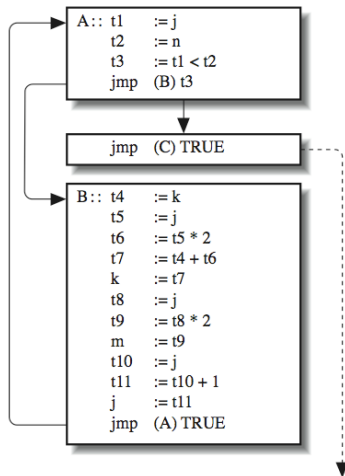 A:: t1 := j
t2 := n
t3 := t1 < t2
jmp (B) t3
jmp (C) TRUE
B:: t4 := k
t5 := j
t6 := t5 * 2
t7 := t4 + t6
k := t7
t8 := j
t9 := t8 * 2
m := t9
t10 := j
t11 := t10 + 1
j := t11
jmp (A) TRUE